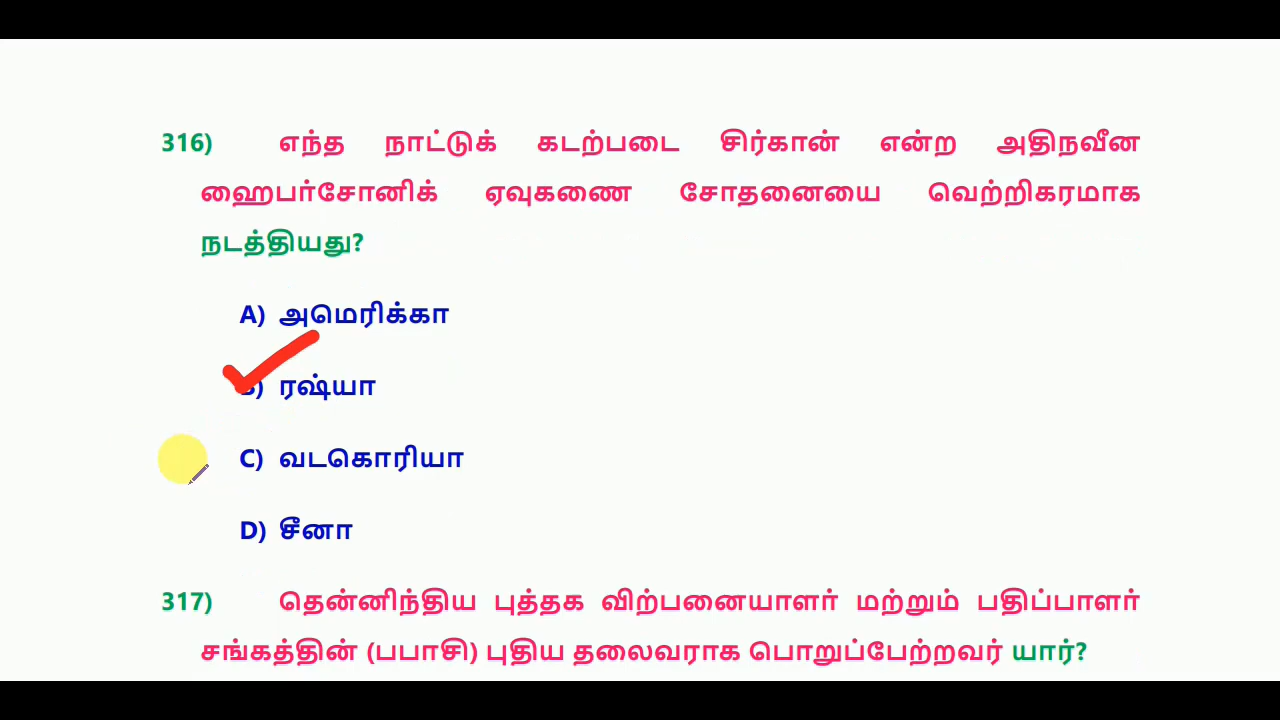 316) எந்த நாட்டுக் கடற்படை சிர்கான் என்ற அதிநவீன
ஹைபர்சோனிக் ஏவுகணை சோதனையை வெற்றிகரமாக
நடத்தியது?
A) அமெரிக்கா
B) ரஷ்யா
C) வடகொரியா
D) சீனா
317) தென்னிந்திய புத்தக விற்பனையாளர் மற்றும் பதிப்பாளர்
சங்கத்தின் (பபாசி) புதிய தலைவராக பொறுப்பேற்றவர் யார்?